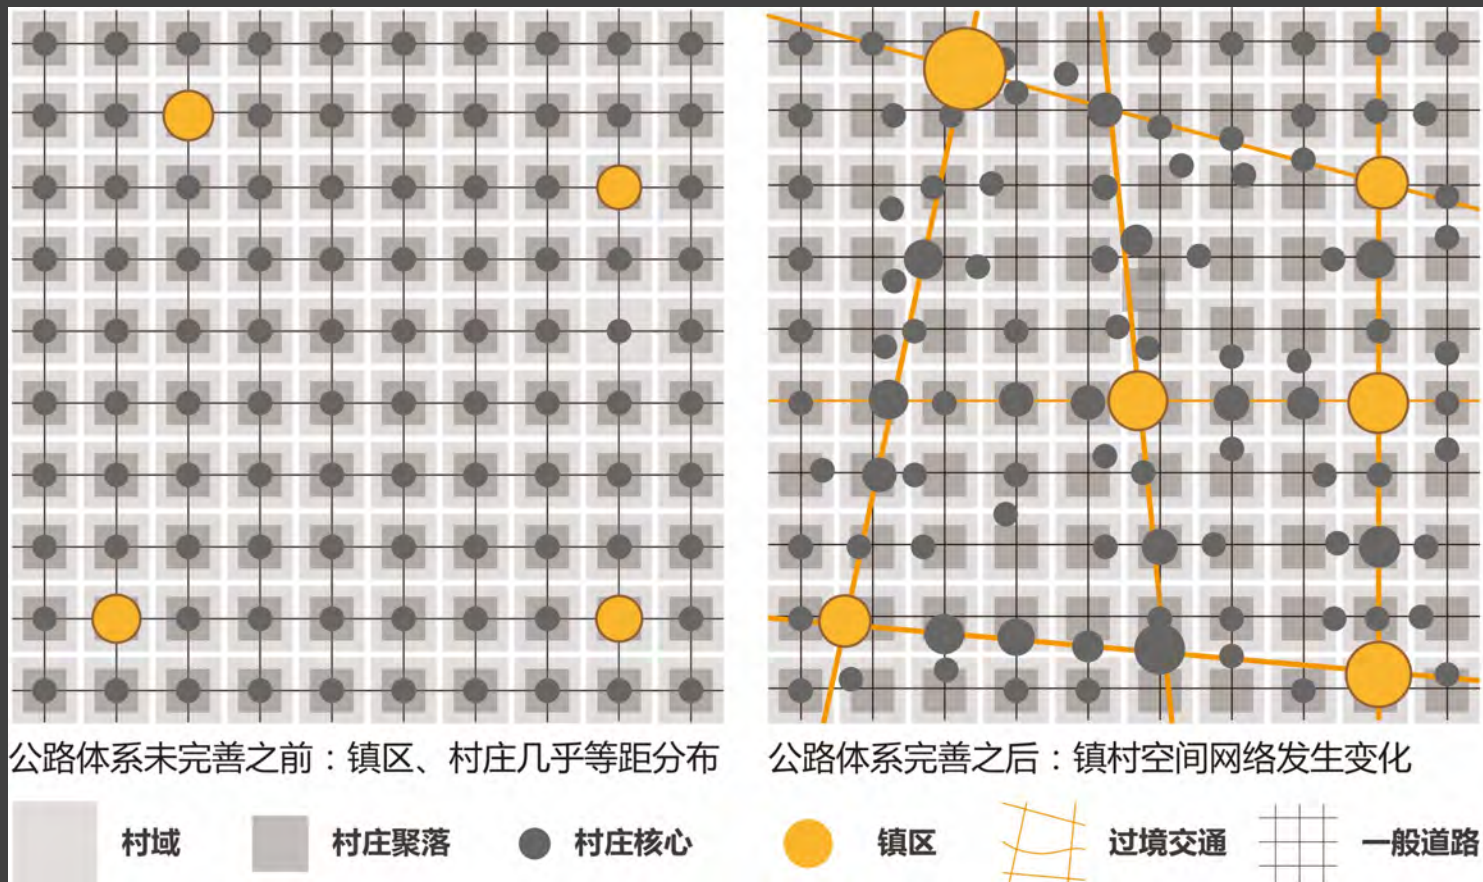 公路体系未完善之前：镇区、村庄几乎等距分布
公路体系完善之后：镇村空间网络发生变化
村域
村庄聚落
村庄核心
镇区
过境交通
一般道路